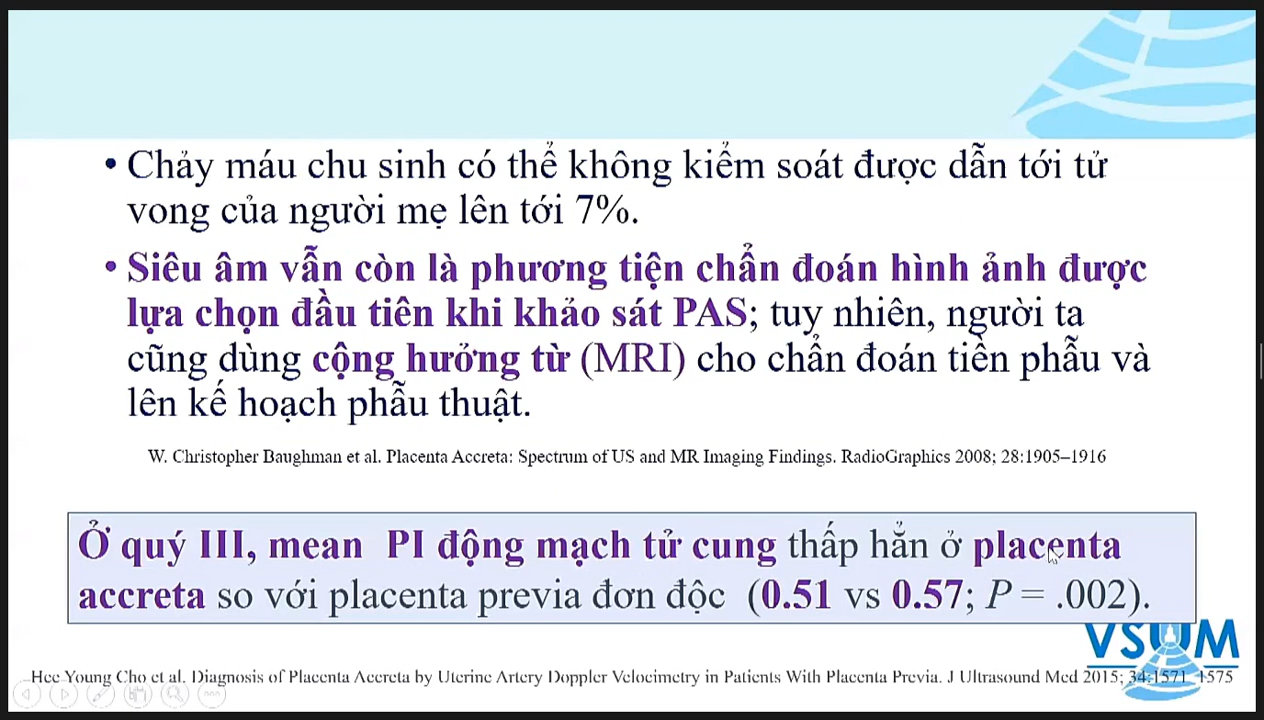 • Chảy máu chu sinh có thể không kiểm soát được dẫn tới tử
vong của người mẹ lên tới 7%.
• Siêu âm vẫn còn là phương tiện chẩn đoán hình ảnh được
lựa chọn đầu tiên khi khảo sát PAS; tuy nhiên, người ta
cũng dùng cộng hưởng từ (MRI) cho chẩn đoán tiền phẫu và
lên kế hoạch phẫu thuật.
W. Christopher Baughman et al. Placenta Accreta: Spectrum of US and MR Imaging Findings. RadioGraphics 2008; 28:1905–1916
Ở quý III, mean PI động mạch tử cung thấp hẳn ở placenta
accreta so với placenta previa đơn độc (0.51 vs 0.57; P = .002).
VSUM
Hee Young Cho et al. Diagnosis of Placenta Accreta by Uterine Artery Doppler Velocimetry in Patients With Placenta Previa. J Ultrasound Med 2015; 34:1571 1575